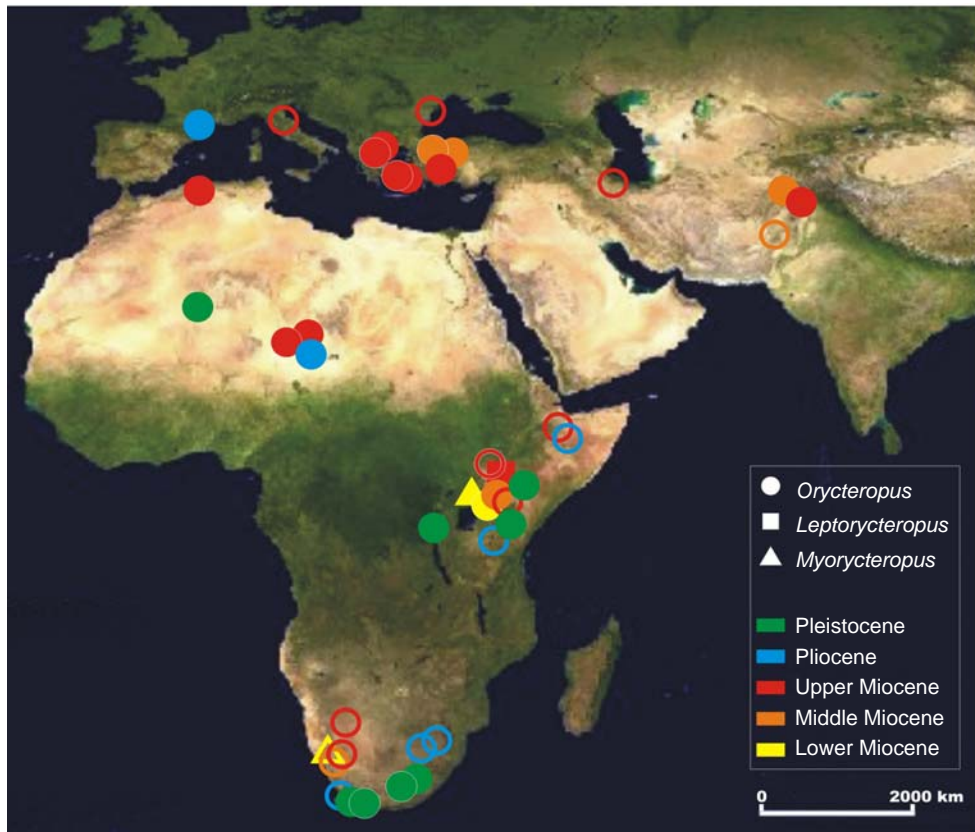 Orycteropus
Leptorycteropus
Myorycteropus
Pleistocene
Pliocene
Upper Miocene
Middle Miocene
Lower Miocene
0 2000 km